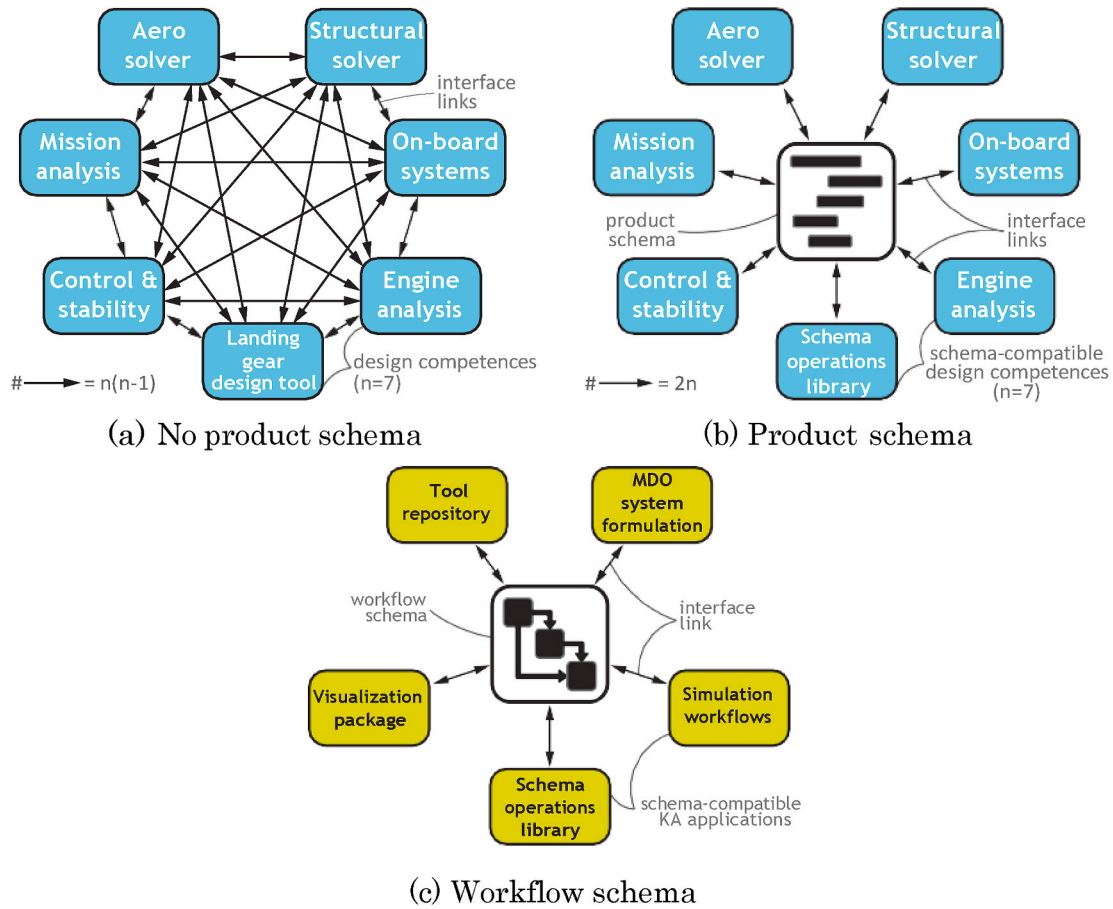 Aero
solver
Structural
solver
interface
links
Mission
analysis
On-board
systems
Control &
stability
Engine
analysis
Landing
gear
design tool
design competences
(n=7)
# = n(n-1)
(a) No product schema
Aero
solver
Structural
solver
Mission
analysis
On-board
systems
product
schema
interface
links
Control &
stability
Engine
analysis
Schema
operations
library
schema-compatible
design competences
(n=7)
# = 2n
(b) Product schema
Tool
repository
MDO
system
formulation
workflow
schema
interface
link
Visualization
package
Simulation
workflows
Schema
operations
library
schema-compatible
KA applications
(c) Workflow schema